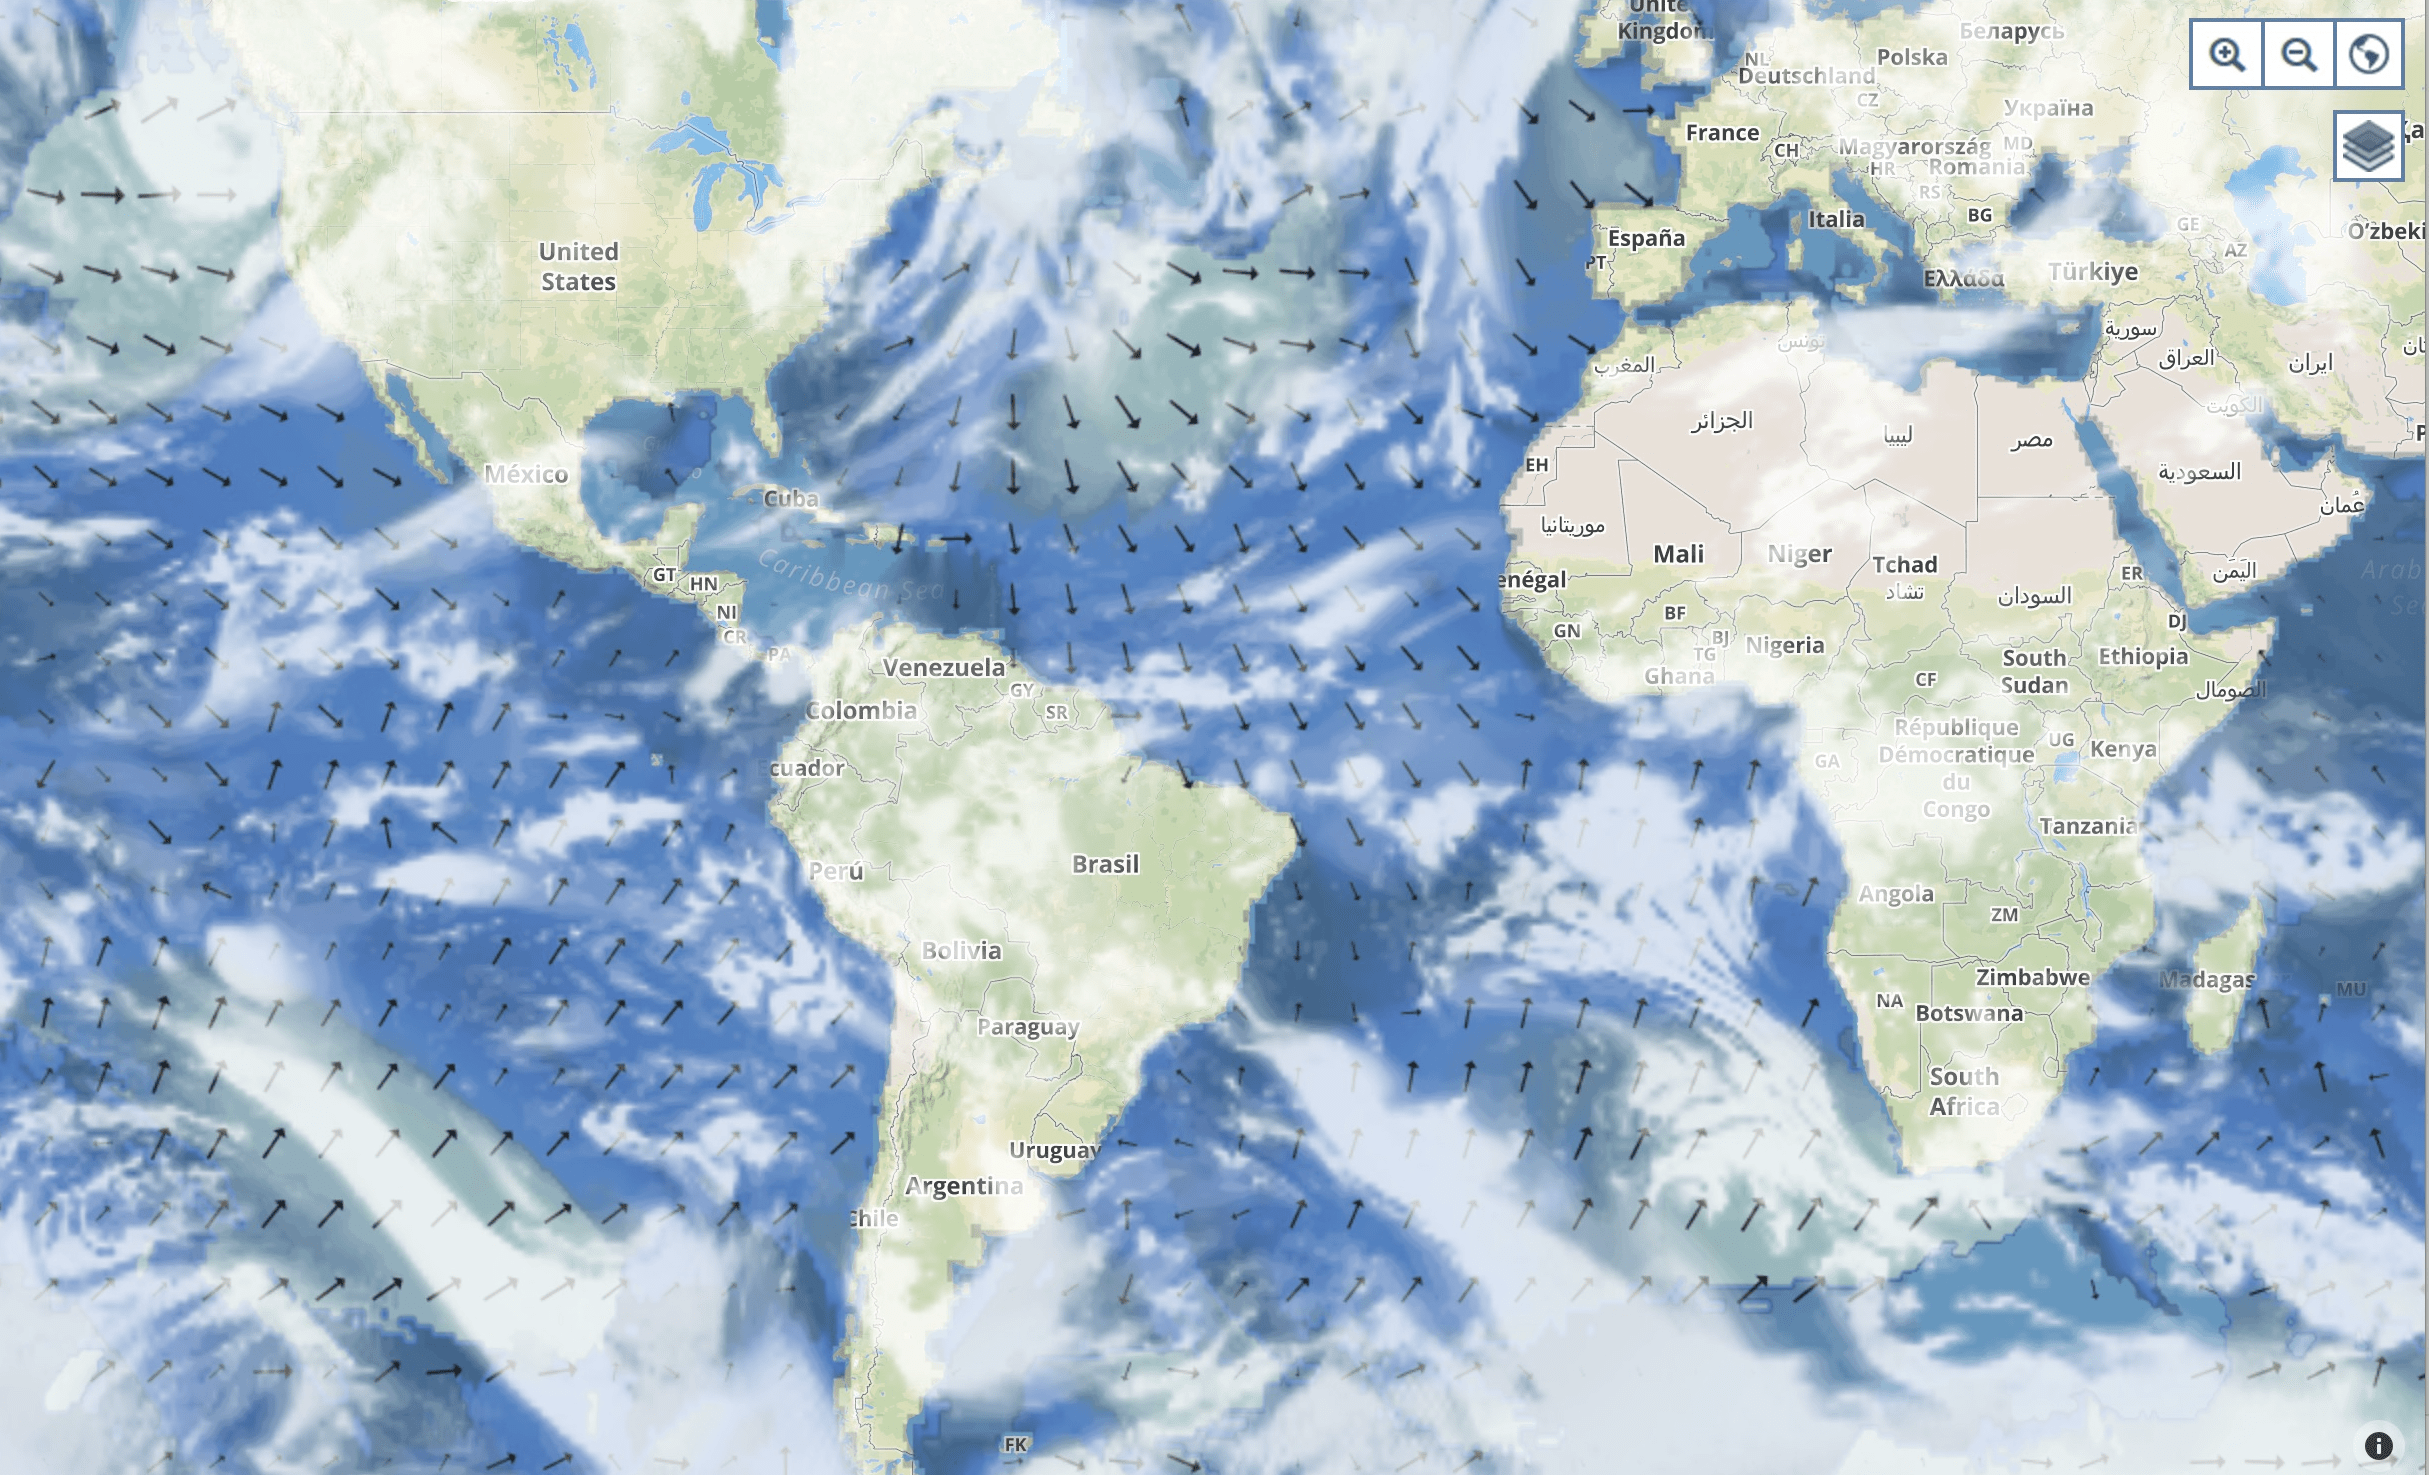 Unite
Kingdom
Беларусь
NL
Polska
Deutschland
CZ
Україна
France
CH
Magyarország
MD
HR
Romania
RS
BG
Italia
España
PT
Ελλάδα
Türkiye
GE
AZ
O‘zbeki
United
States
México
Cuba
Caribbean Sea
GT
HN
NI
CR
PA
تونس
سورية
المغرب
العراق
ایران
الكويت
الجزائر
ليبيا
مصر
EH
السعودية
عُمان
موريتانيا
Mali
Niger
Tchad
تشاد
ER
اليَمَن
Arab
Se
énégal
السودان
BF
DJ
GN
BJ
TG
Nigeria
Ghana
South
Sudan
Ethiopia
CF
الصومال
Venezuela
GY
SR
Colombia
cuador
République
Démocratique
du
Congo
UG
Kenya
GA
Tanzania
Perú
Brasil
Angola
ZM
Bolivia
Zimbabwe
Madagas
MU
NA
Botswana
Paraguay
South
Africa
Uruguay
Argentina
Chile
FK